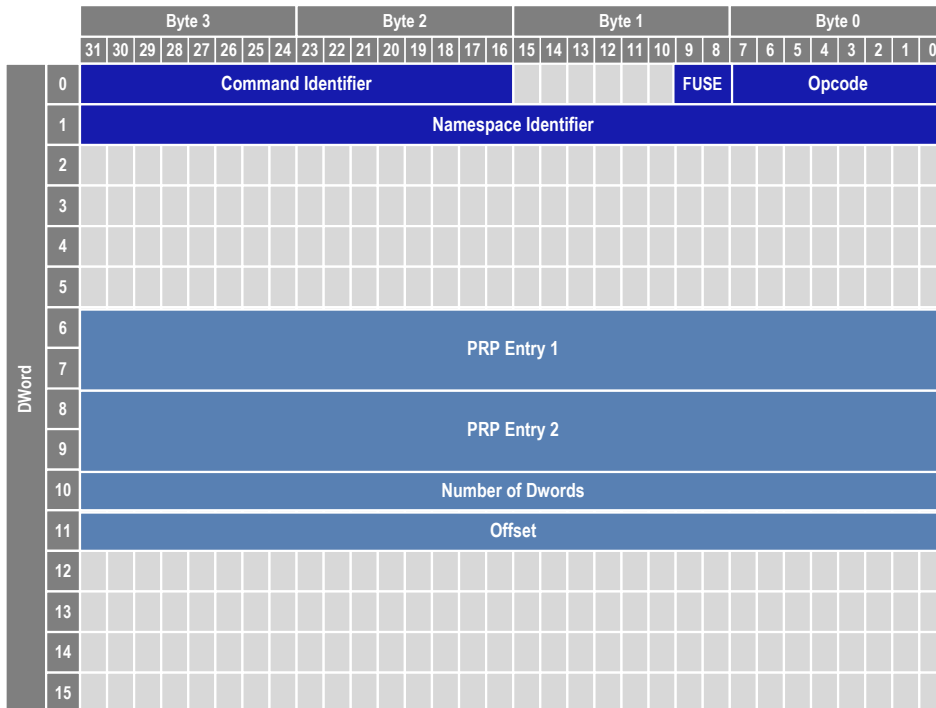 Byte 3 Byte 2 Byte 1 Byte 0
31 30 29 28 27 26 25 24 23 22 21 20 19 18 17 16 15 14 13 12 11 10 9 8 7 6 5 4 3 2 1 0
DWord
0 Command Identifier FUSE Opcode
1 Namespace Identifier
2
3
4
5
6
PRP Entry 1
7
8
PRP Entry 2
9
10 Number of Dwords
11 Offset
12
13
14
15